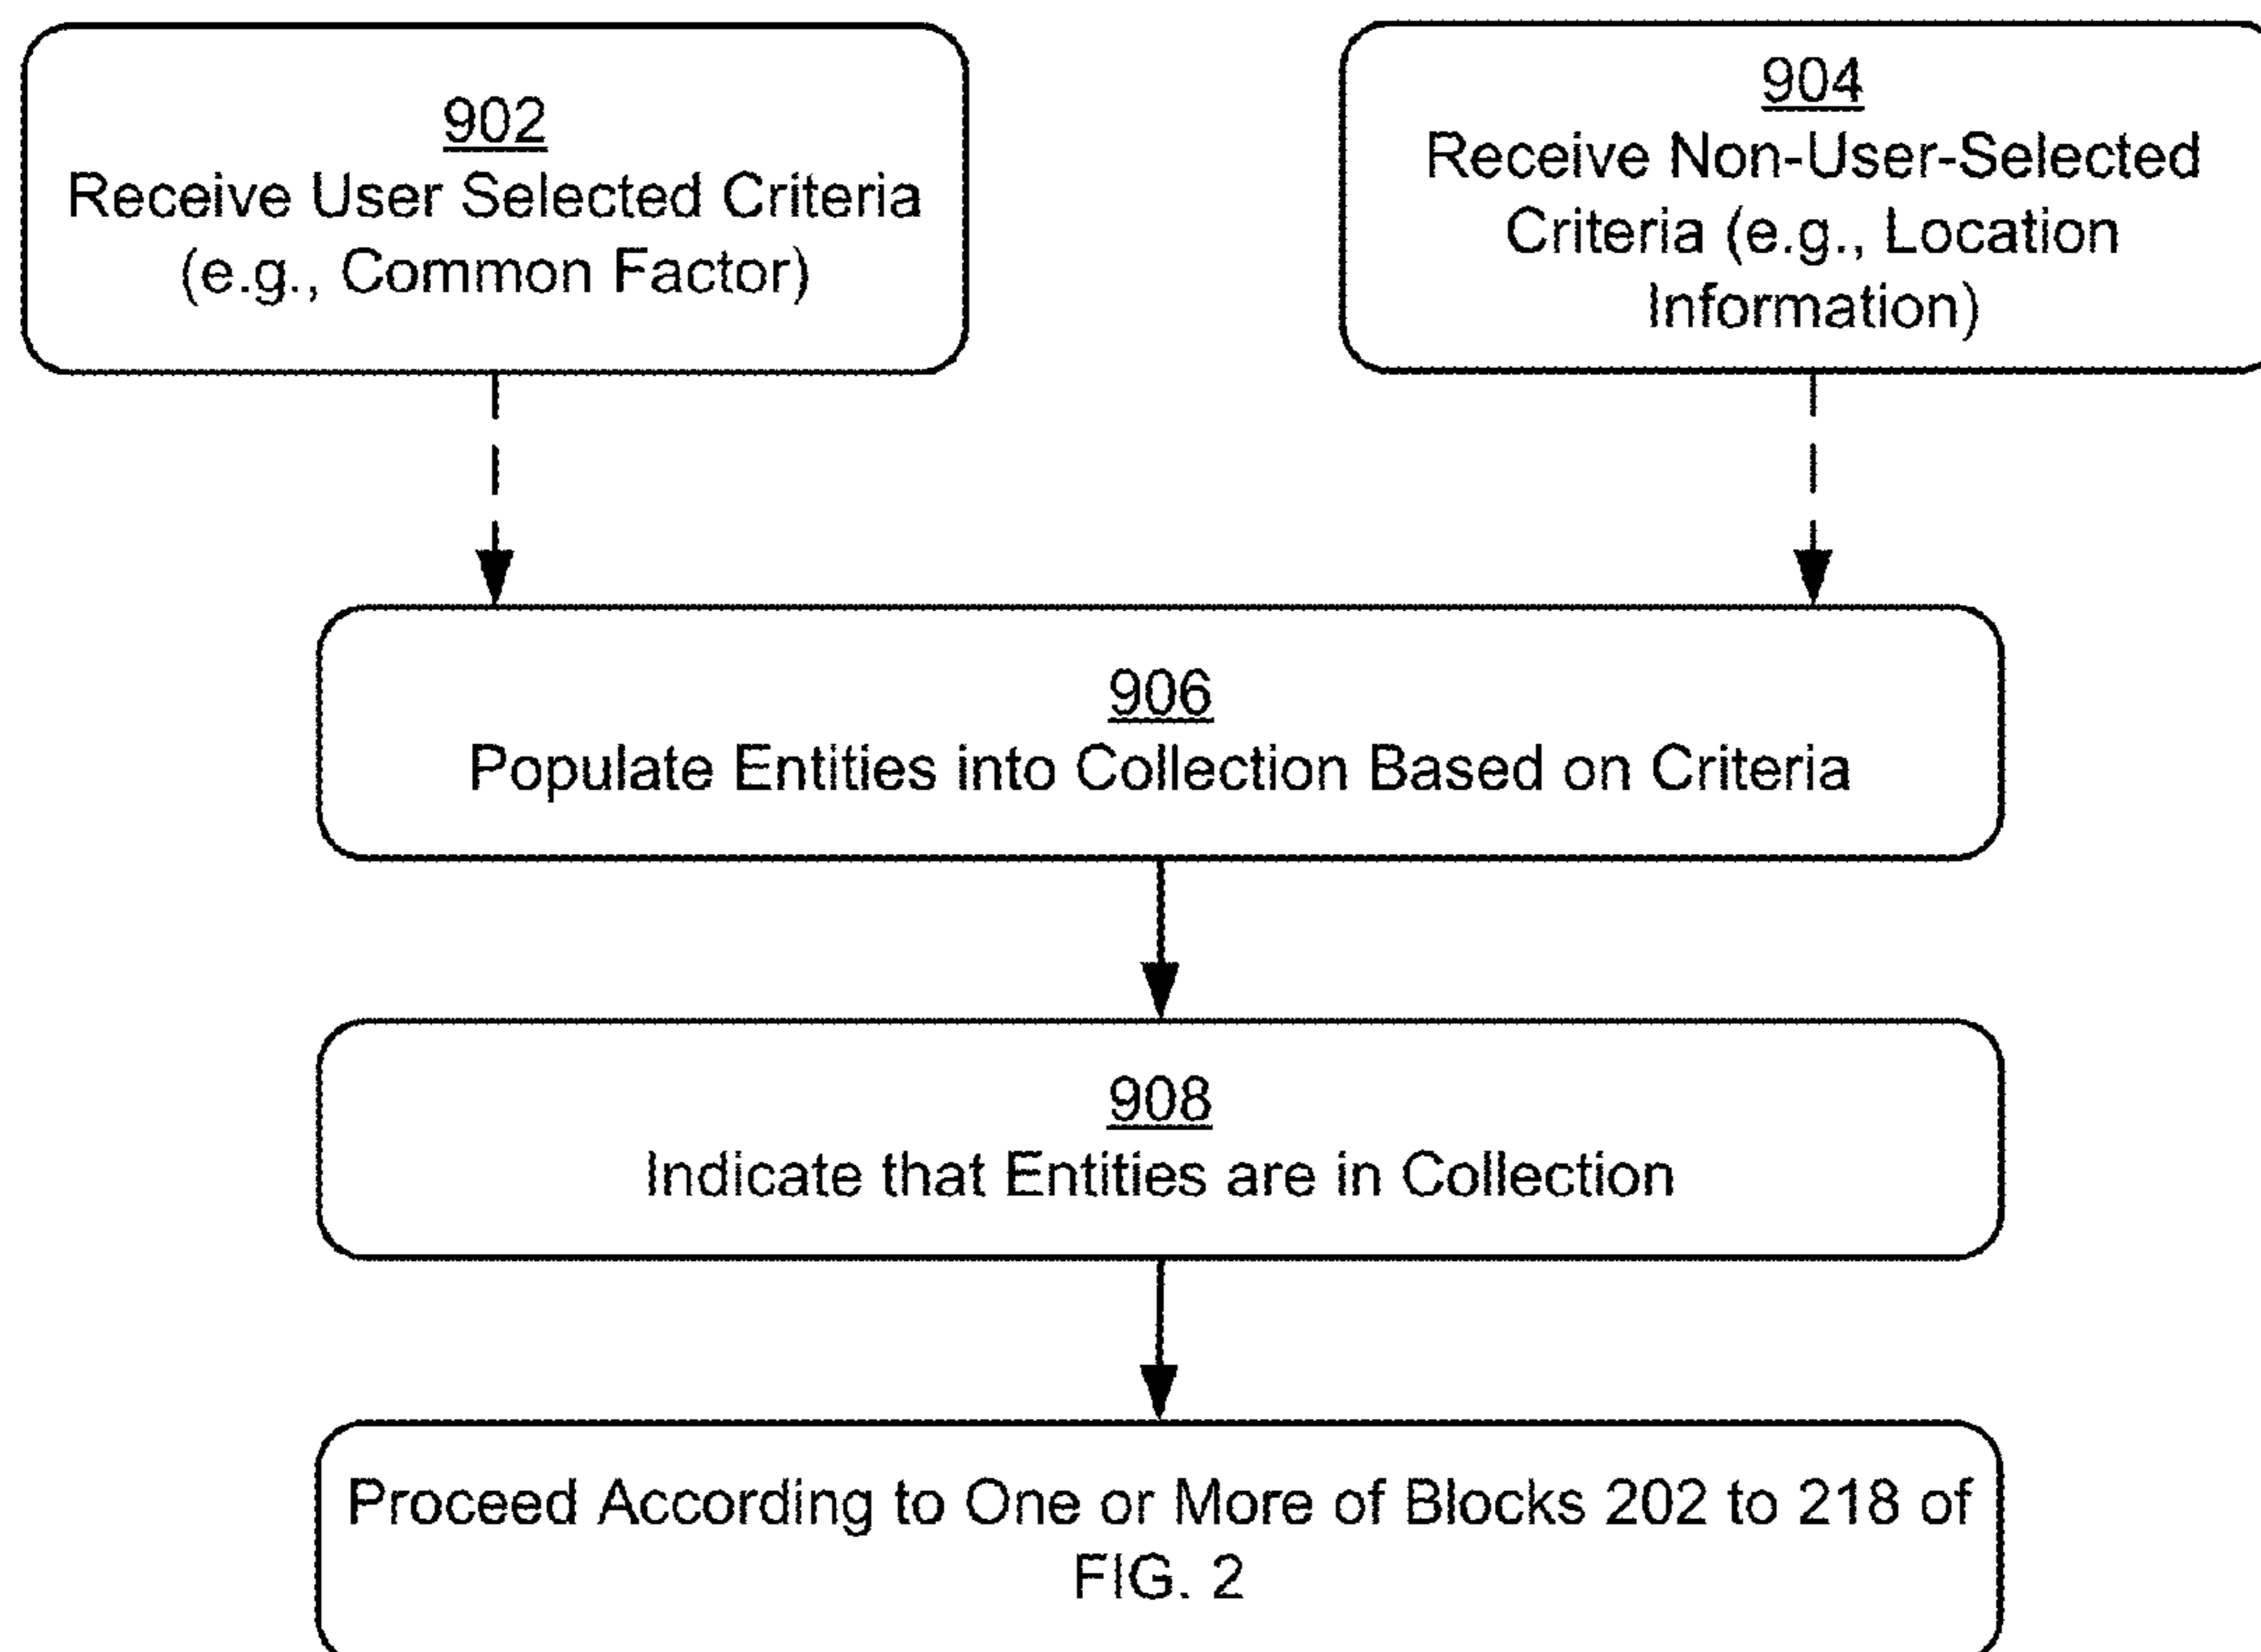 902
Receive User Selected Criteria
(e.g., Common Factor)
904
Receive Non-User-Selected
Criteria (e.g., Location
Information)
906
Populate Entities into Collection Based on Criteria
908
Indicate that Entities are in Collection
Proceed According to One or More of Blocks 202 to 218 of
FIG. 2